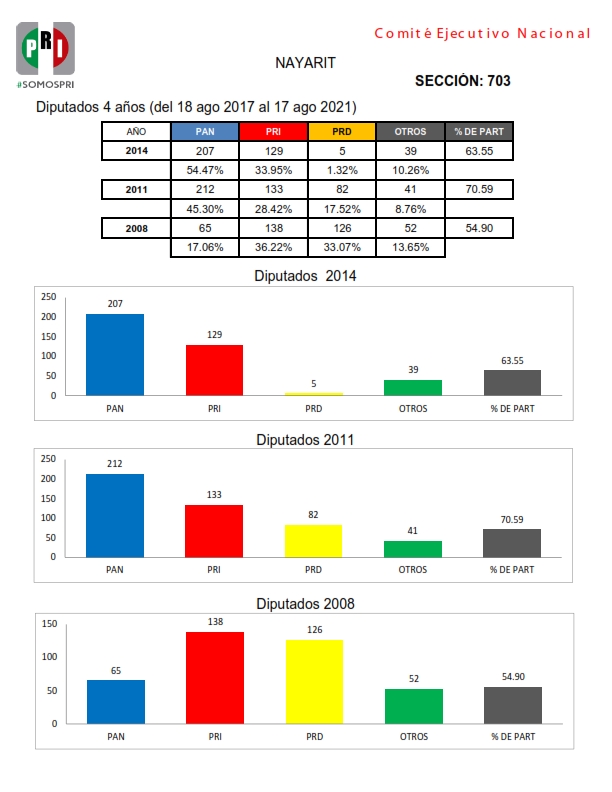 PRI
#SOMOSPRI
Comité Ejecutivo Nacional
NAYARIT
SECCIÓN: 703
Diputados 4 años (del 18 ago 2017 al 17 ago 2021)
AÑO PAN PRI PRD OTROS % DE PART
2014 207 129 5 39 63.55
54.47% 33.95% 1.32% 10.26%
2011 212 133 82 41 70.59
45.30% 28.42% 17.52% 8.76%
2008 65 138 126 52 54.90
17.06% 36.22% 33.07% 13.65%
Diputados 2014
250
200
150
100
50
0
207 129 5 39 63.55
PAN PRI PRD OTROS % DE PART
Diputados 2011
250
200
150
100
50
0
212 133 82 41 70.59
PAN PRI PRD OTROS % DE PART
Diputados 2008
150
100
50
0
65 138 126 52 54.90
PAN PRI PRD OTROS % DE PART